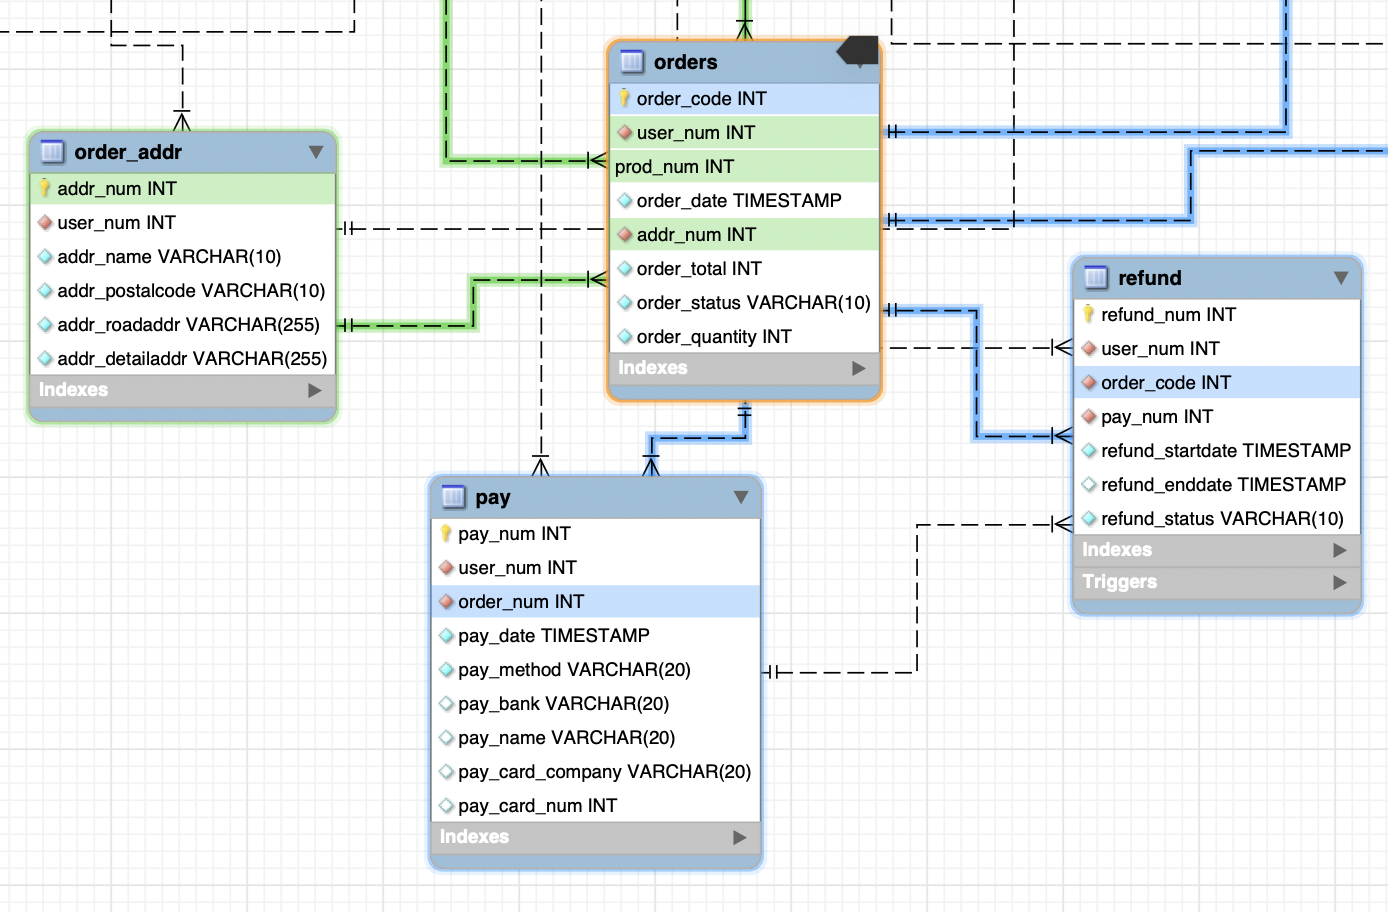 orders
order_code INT
user_num INT
prod_num INT
order_date TIMESTAMP
addr_num INT
order_total INT
order_status VARCHAR(10)
order_quantity INT
Indexes
order_addr
addr_num INT
user_num INT
addr_name VARCHAR(10)
addr_postalcode VARCHAR(10)
addr_roadaddr VARCHAR(255)
addr_detailaddr VARCHAR(255)
Indexes
refund
refund_num INT
user_num INT
order_code INT
pay_num INT
refund_startdate TIMESTAMP
refund_enddate TIMESTAMP
refund_status VARCHAR(10)
Indexes
Triggers
pay
pay_num INT
user_num INT
order_num INT
pay_date TIMESTAMP
pay_method VARCHAR(20)
pay_bank VARCHAR(20)
pay_name VARCHAR(20)
pay_card_company VARCHAR(20)
pay_card_num INT
Indexes